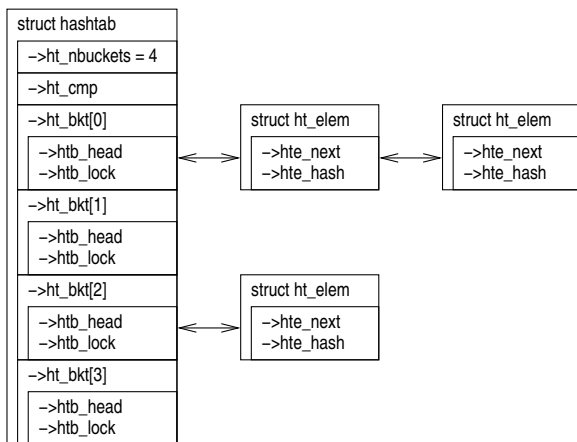 struct hashtab
−>ht_nbuckets = 4
−>ht_cmp
−>ht_bkt[0]
−>htb_head
−>htb_lock
struct ht_elem
−>hte_next
−>hte_hash
struct ht_elem
−>hte_next
−>hte_hash
−>ht_bkt[1]
−>htb_head
−>htb_lock
−>ht_bkt[2]
−>htb_head
−>htb_lock
struct ht_elem
−>hte_next
−>hte_hash
−>ht_bkt[3]
−>htb_head
−>htb_lock